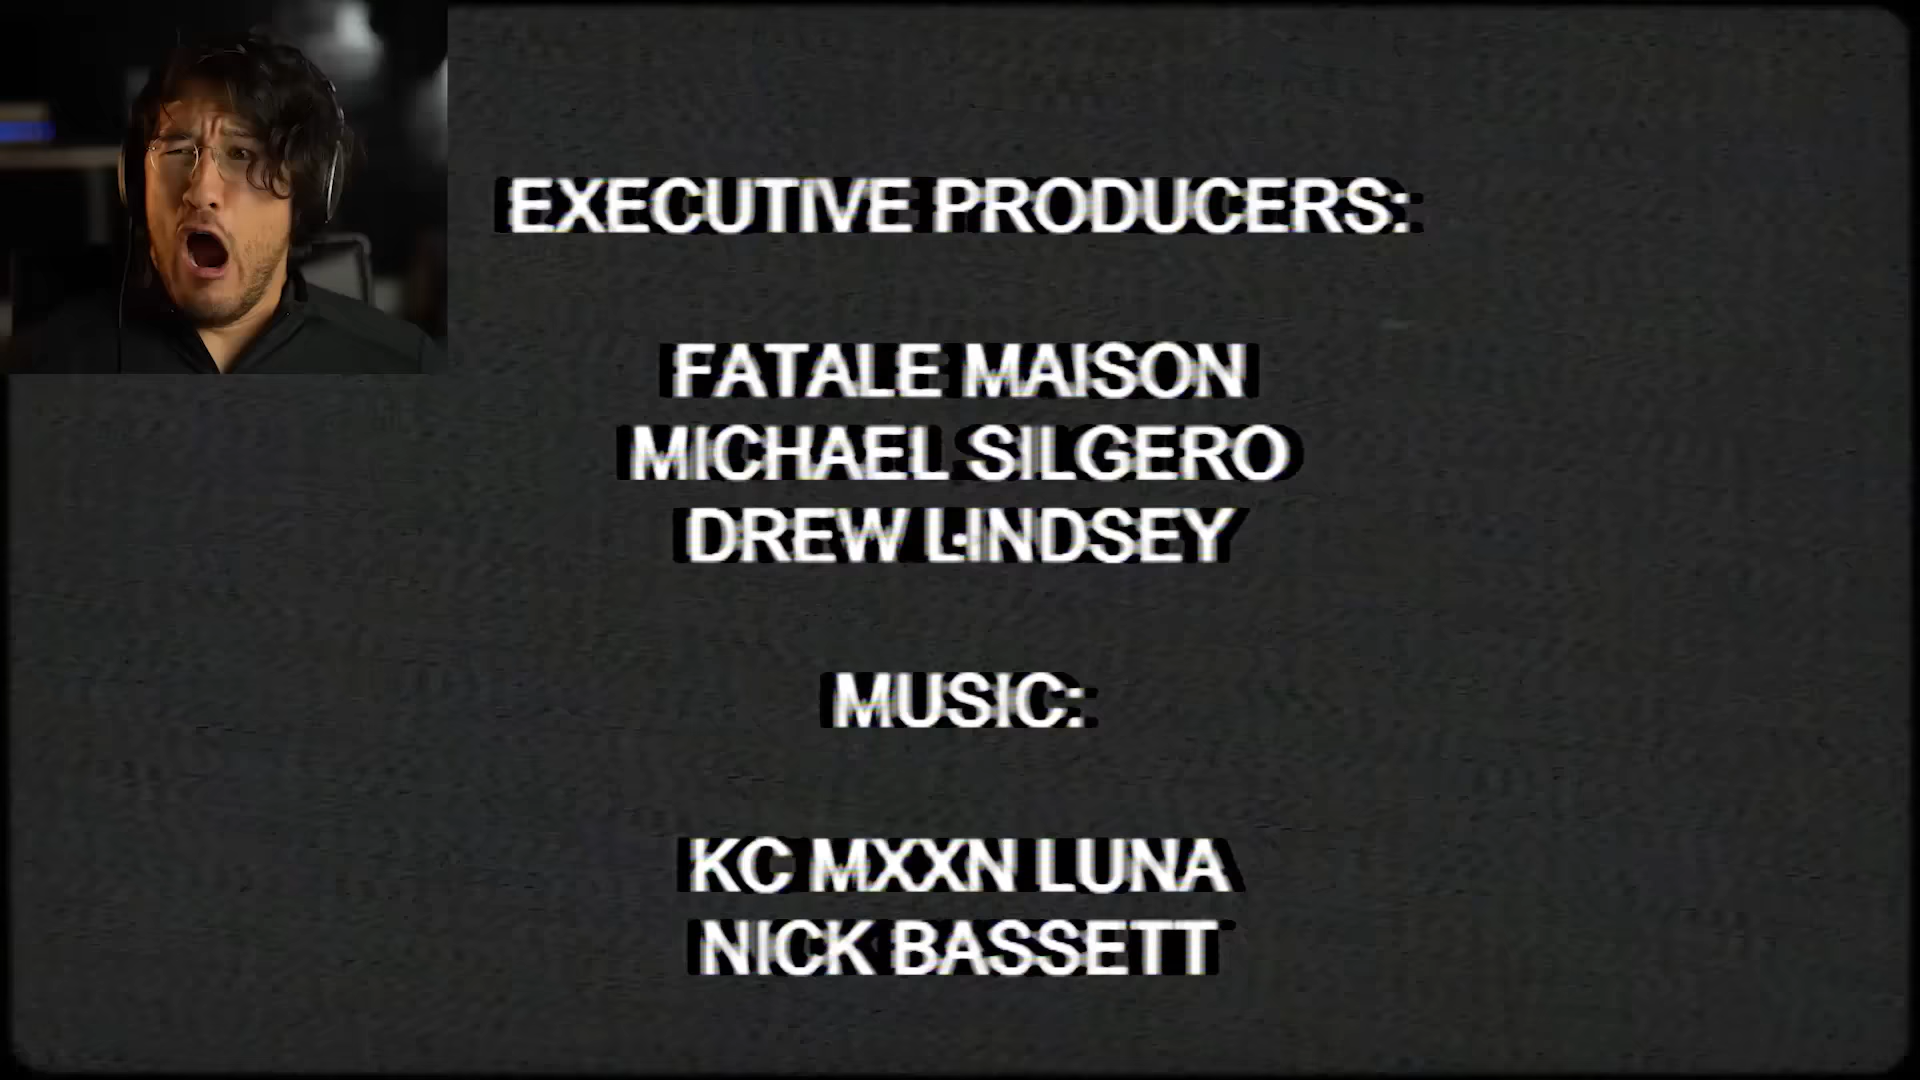 EXECUTIVE PRODUCERS:
FATALE MAISON
MICHAEL SILGERO
DREW LINDSEY
MUSIC:
KC MXXN LUNA
NICK BASSETT